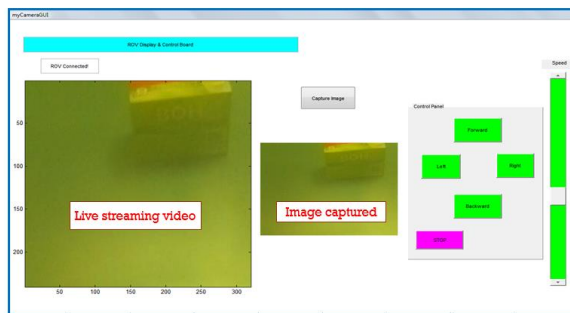 myCameraGUI
ROV Display & Control Board
ROV Connected!
Speed
Capture Image
Control Panel
Forward
Left
Right
Backward
STOP
Live streaming video
Image captured
50
100
150
200
50
100
150
200
250
300